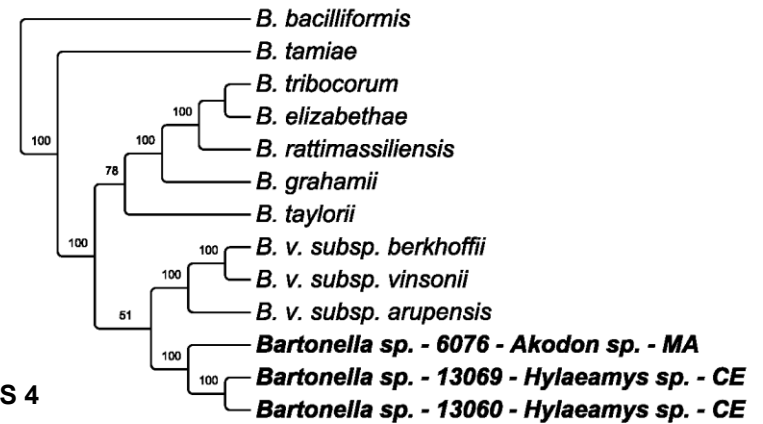 B. bacilliformis
B. tamiae
B. tribocorum
100
B. elizabethae
100
100
B. rattimassiliensis
78
B. grahamii
B. taylorii
100
100
B. v. subsp. berkhoffii
100
B. v. subsp. vinsonii
51
B. v. subsp. arupensis
100
Bartonella sp. - 6076 - Akodon sp. - MA
100
Bartonella sp. - 13069 - Hylaeamys sp. - CE
S 4
Bartonella sp. - 13060 - Hylaeamys sp. - CE